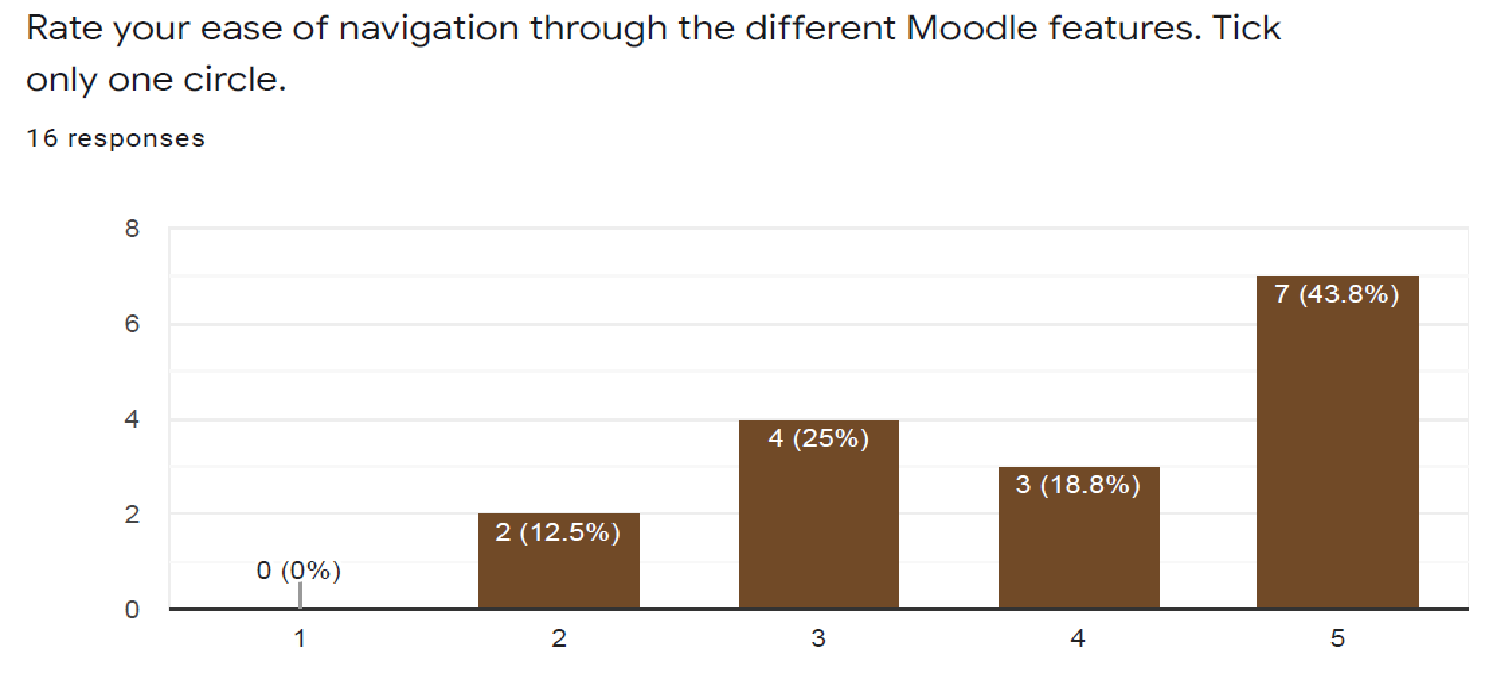 Rate your ease of navigation through the different Moodle features. Tick
only one circle.
16 responses
8
6
4
2
0
0 (0%)
2 (12.5%)
4 (25%)
3 (18.8%)
7 (43.8%)
1 2 3 4 5